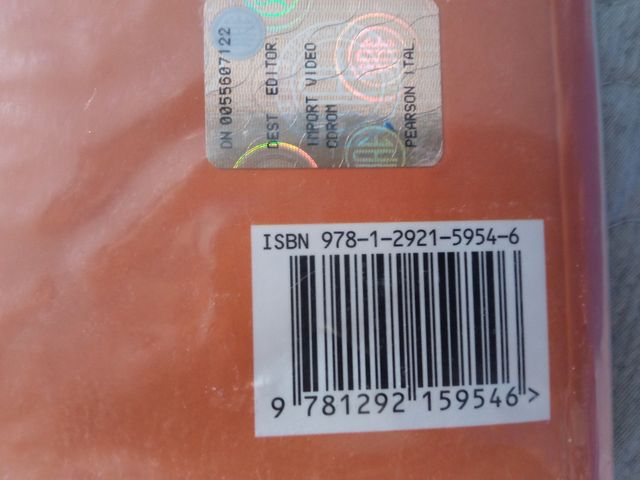 DN 0055607122
DEST EDITOR
IMPORT VIDEO
CDROM
PEARSON ITAL
ISBN 978-1-2921-5954-6
9 781292 159546 >